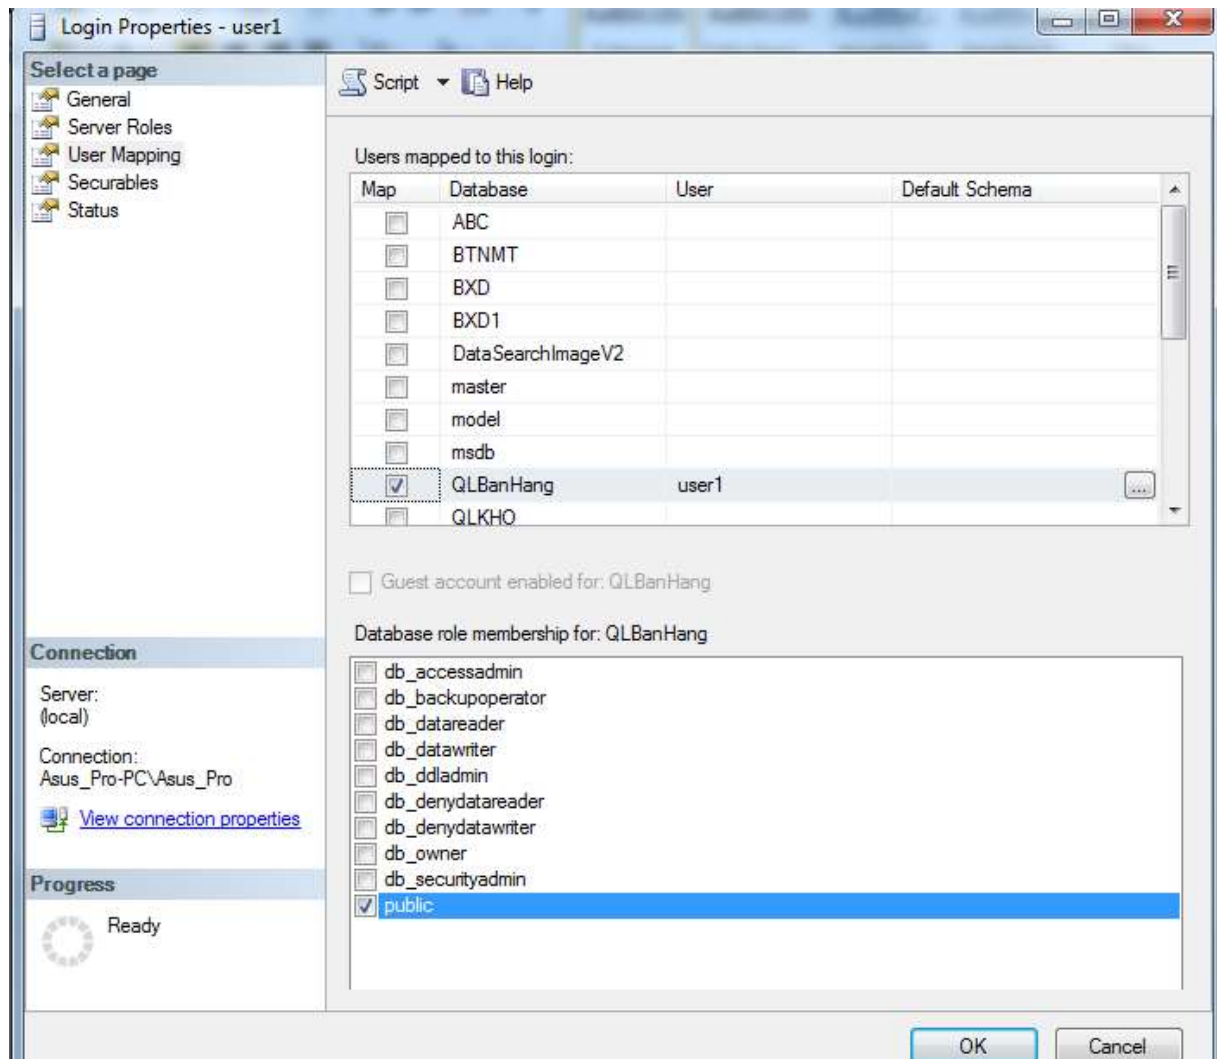 Login Properties - user1
Select a page
General
Server Roles
User Mapping
Securables
Status
Script Help
Users mapped to this login:
Map Database User Default Schema
ABC
BTNMT
BXD
BXD1
DataSearchImageV2
master
model
msdb
QLBanHang user1 ...
QLKHO
Guest account enabled for: QLBanHang
Database role membership for: QLBanHang
db_accessadmin
db_backupoperator
db_datareader
db_datawriter
db_ddladmin
db_denydatareader
db_denydatawriter
db_owner
db_securityadmin
public
Connection
Server:
(local)
Connection:
Asus_Pro-PC\Asus_Pro
View connection properties
Progress
Ready
OK Cancel